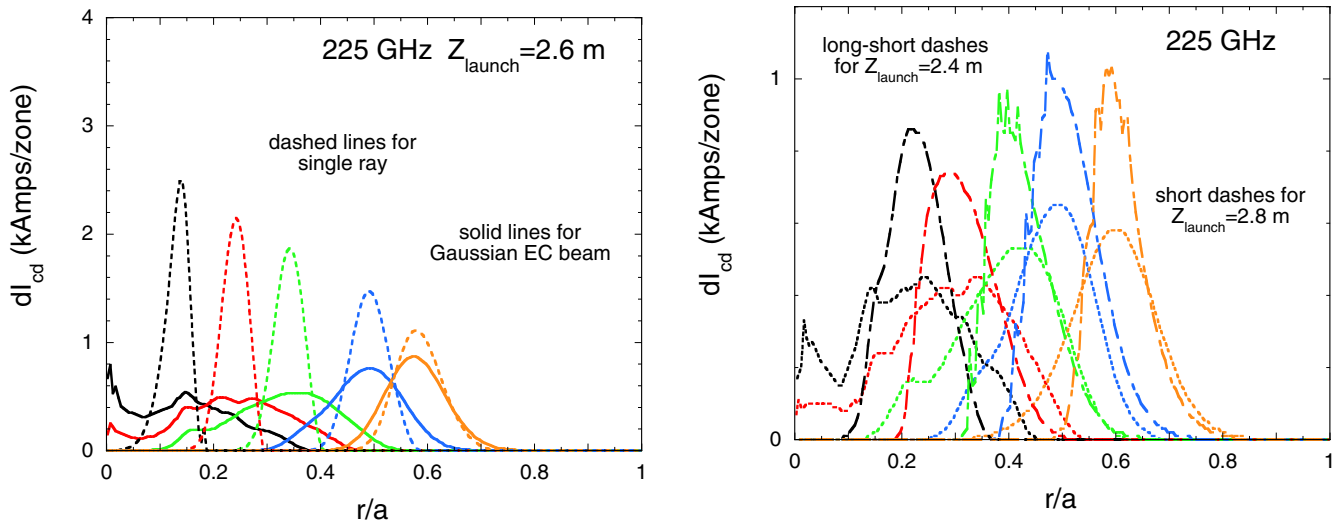 4
3
2
1
0
dI_cd (kAmps/zone)
225 GHz Z_launch=2.6 m
dashed lines for
single ray
solid lines for
Gaussian EC beam
0 0.2 0.4 0.6 0.8 1
r/a
1
0
dI_cd (kAmps/zone)
long-short dashes
for Z_launch=2.4 m
225 GHz
short dashes for
Z_launch=2.8 m
0 0.2 0.4 0.6 0.8 1
r/a